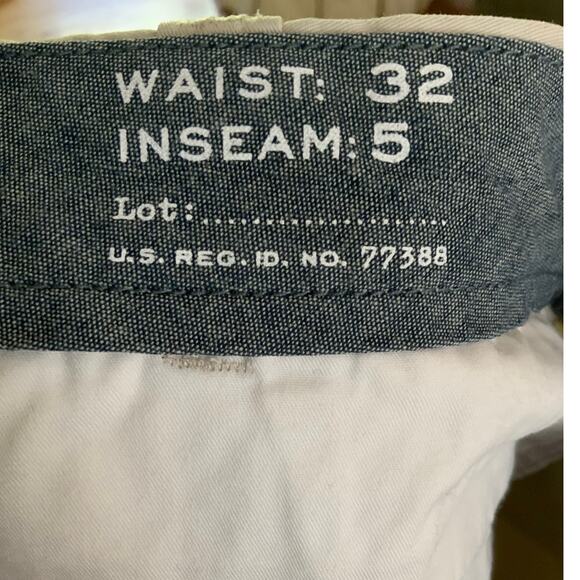 WAIST: 32
INSEAM: 5
Lot:.....................
U.S. REG. ID. NO. 77388